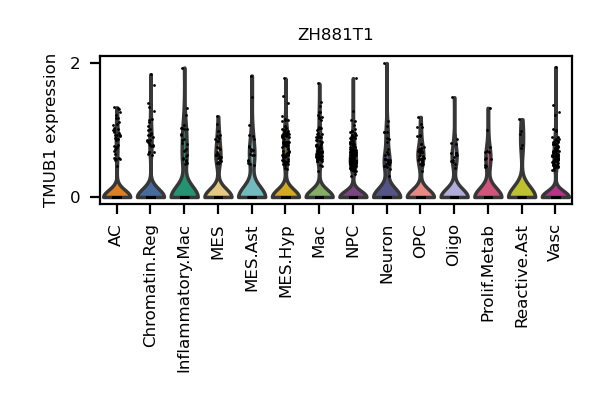 ZH881T1
TMUB1 expression
2
0
AC
Chromatin.Reg
Inflammatory.Mac
MES
MES.Ast
MES.Hyp
Mac
NPC
Neuron
OPC
Oligo
Prolif.Metab
Reactive.Ast
Vasc